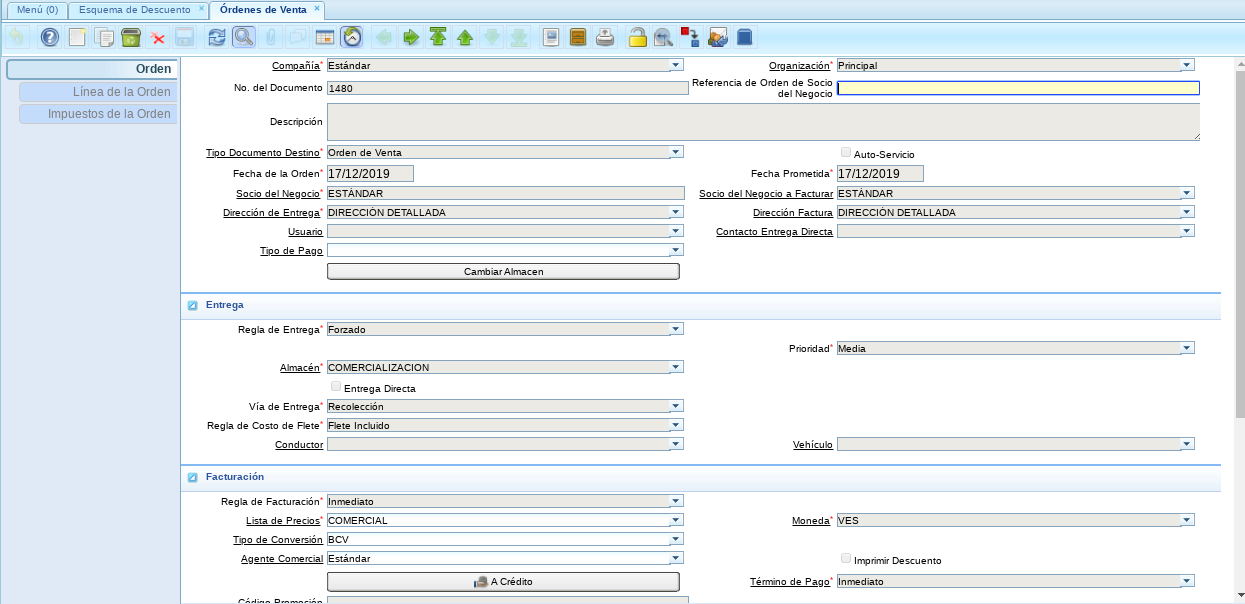 Menú (0) Esquema de Descuento Órdenes de Venta
Orden
Línea de la Orden
Impuestos de la Orden
Compañía* Estándar Organización* Principal
No. del Documento 1480 Referencia de Orden de Socio
del Negocio
Descripción
Tipo Documento Destino* Orden de Venta Auto-Servicio
Fecha de la Orden* 17/12/2019 Fecha Prometida* 17/12/2019
Socio del Negocio* ESTÁNDAR Socio del Negocio a Facturar ESTÁNDAR
Dirección de Entrega* DIRECCIÓN DETALLADA Dirección Factura DIRECCIÓN DETALLADA
Usuario Contacto Entrega Directa
Tipo de Pago
Cambiar Almacen
Entrega
Regla de Entrega* Forzado
Prioridad* Media
Almacén* COMERCIALIZACION
Entrega Directa
Vía de Entrega* Recolección
Regla de Costo de Flete* Flete Incluido
Conductor Vehículo
Facturación
Regla de Facturación* Inmediato
Lista de Precios* COMERCIAL Moneda* VES
Tipo de Conversión BCV
Agente Comercial Estándar Imprimir Descuento
A Crédito Término de Pago* Inmediato
Código Promoción